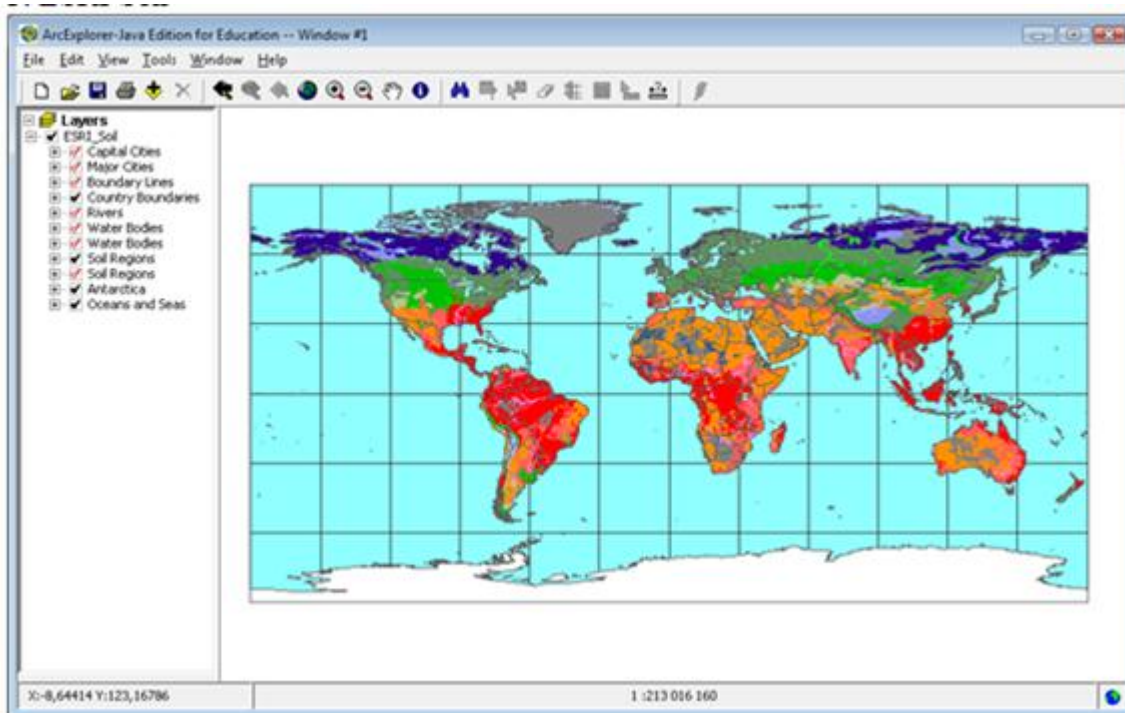 ArcExplorer-Java Edition for Education -- Window #1
File Edit View Tools Window Help
Layers
ESRI_Soil
Capital Cities
Major Cities
Boundary Lines
Country Boundaries
Rivers
Water Bodies
Water Bodies
Soil Regions
Soil Regions
Antarctica
Oceans and Seas
X:-8,64414 Y:123,16786
1 :213 016 160